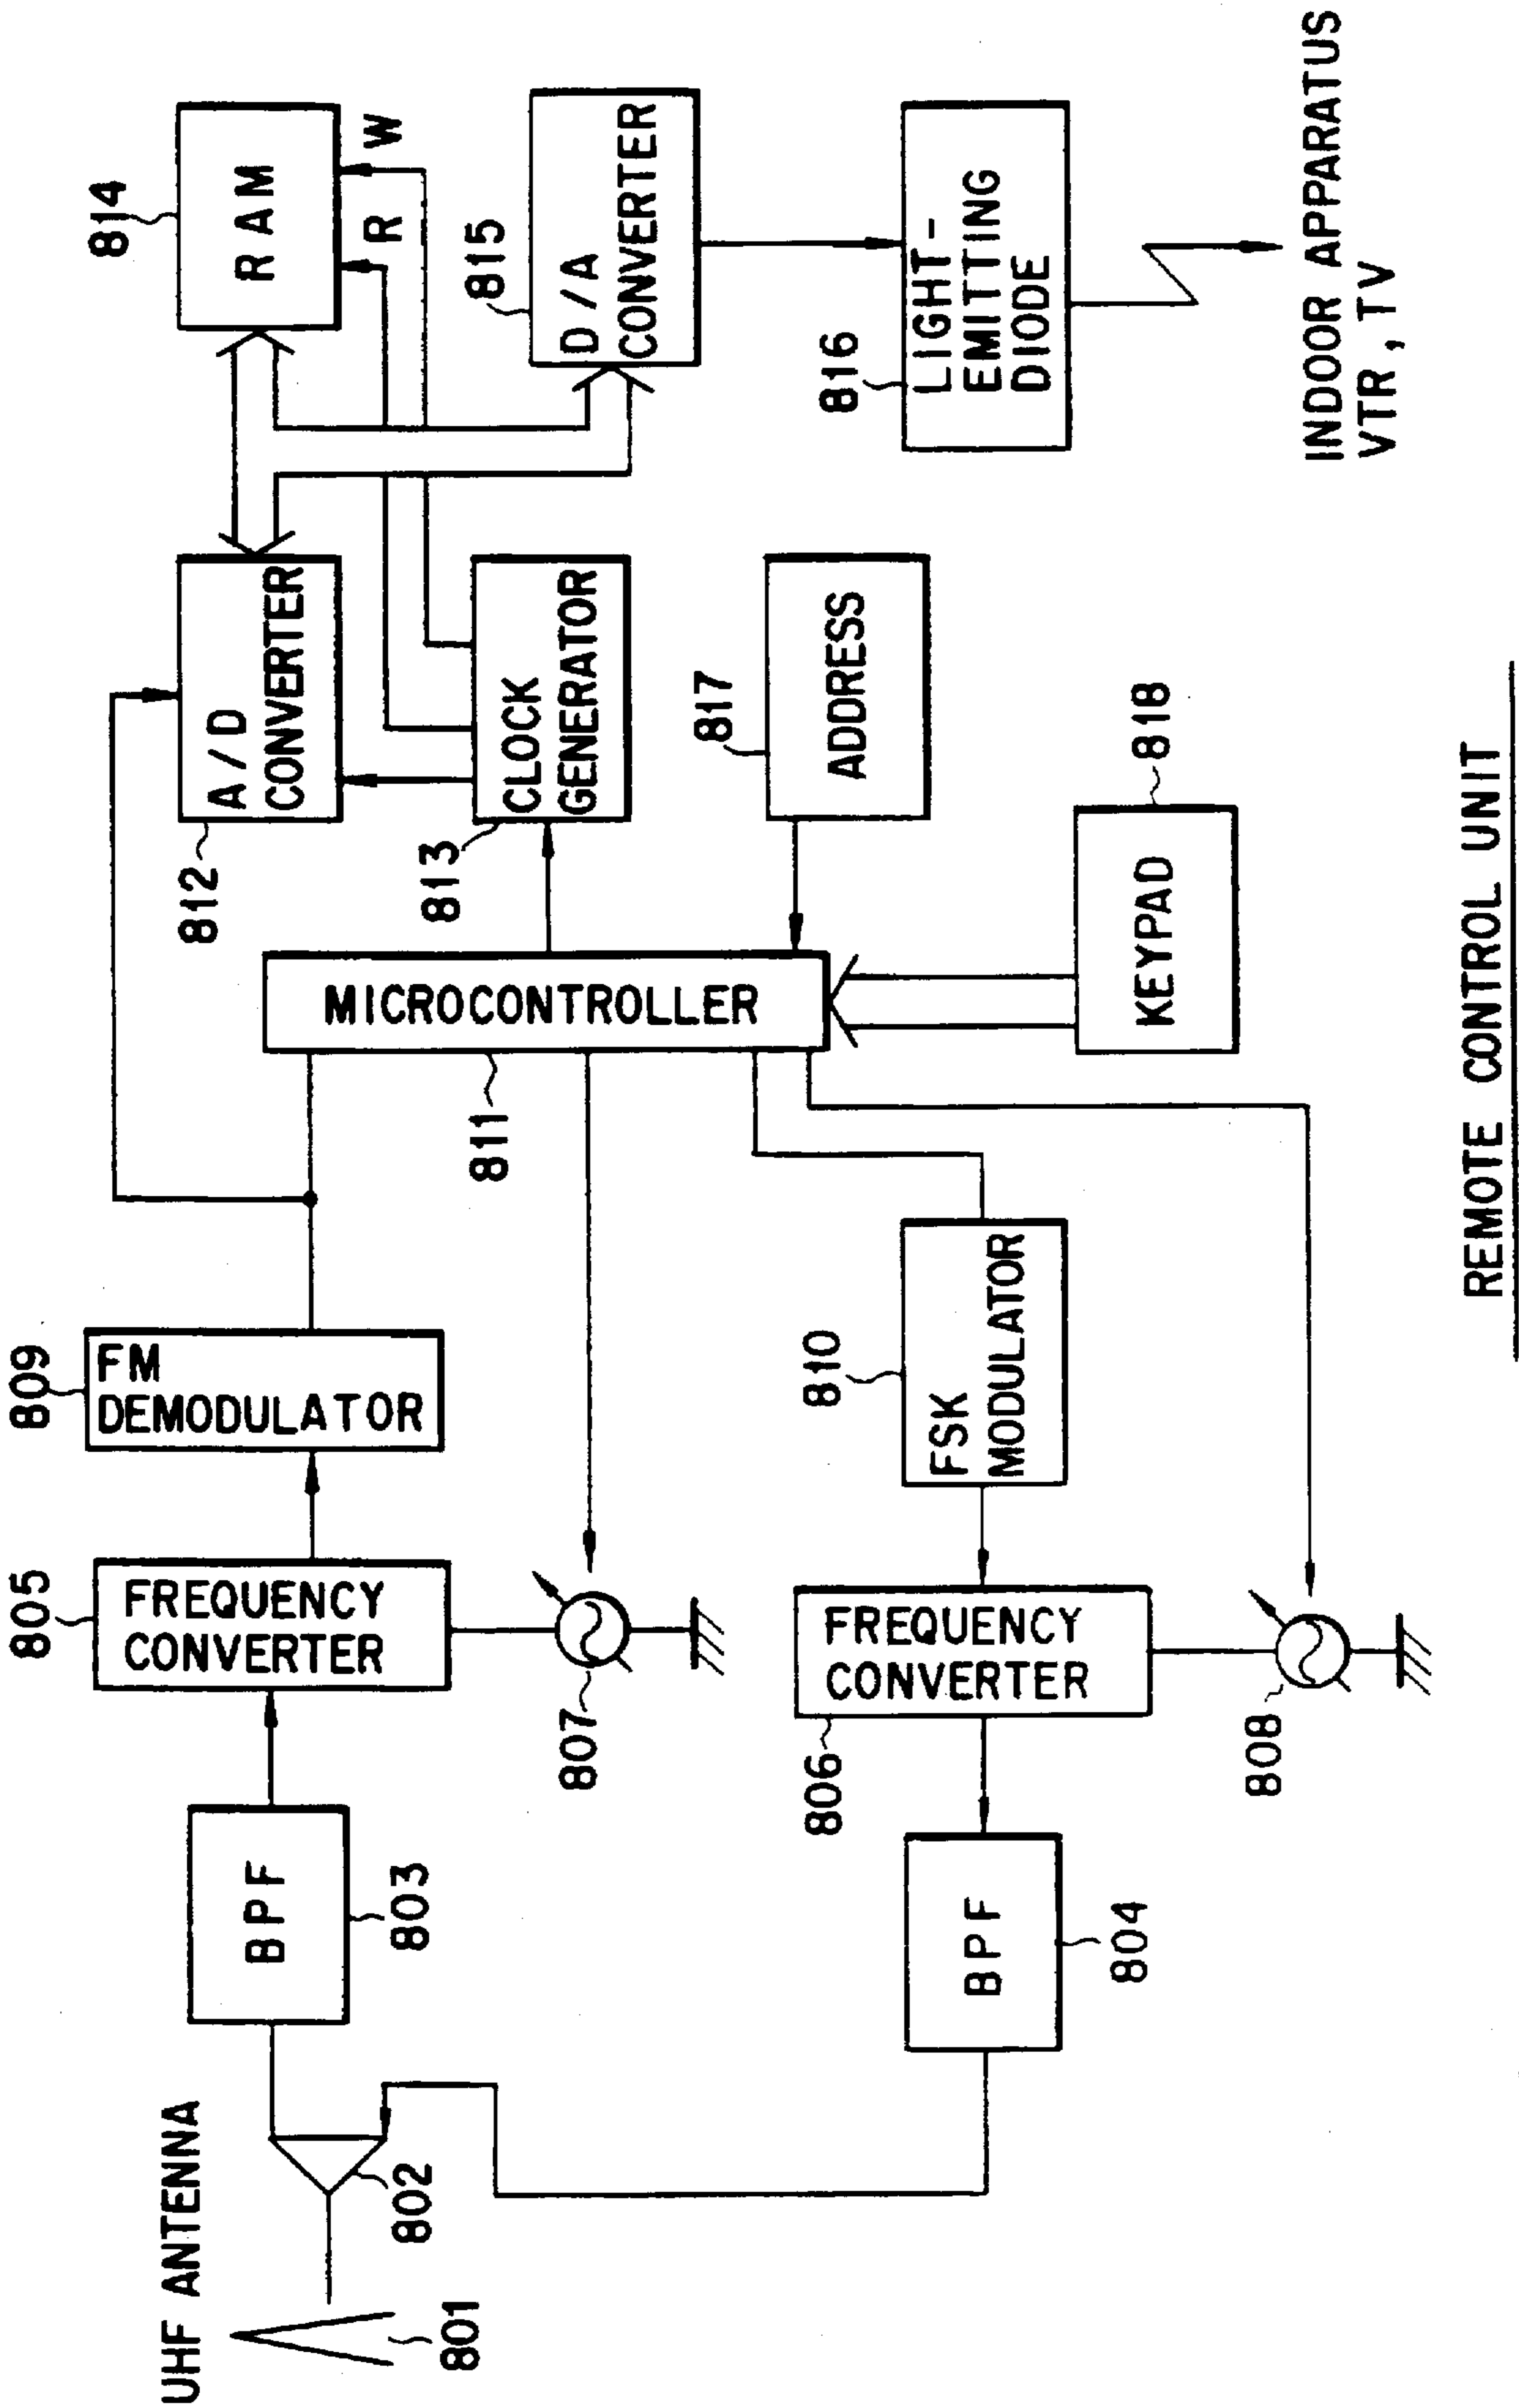 UHF ANTENNA
801
802
BPF
803
805
FREQUENCY
CONVERTER
807
809
FM
DEMODULATOR
MICROCONTROLLER
811
812
A/D
CONVERTER
813
CLOCK
GENERATOR
814
RAM
R
W
815
D/A
CONVERTER
816
LIGHT-
EMITTING
DIODE
INDOOR APPARATUS
VTR, TV
817
ADDRESS
818
KEYPAD
810
FSK
MODULATOR
806
FREQUENCY
CONVERTER
808
BPF
804
REMOTE CONTROL UNIT